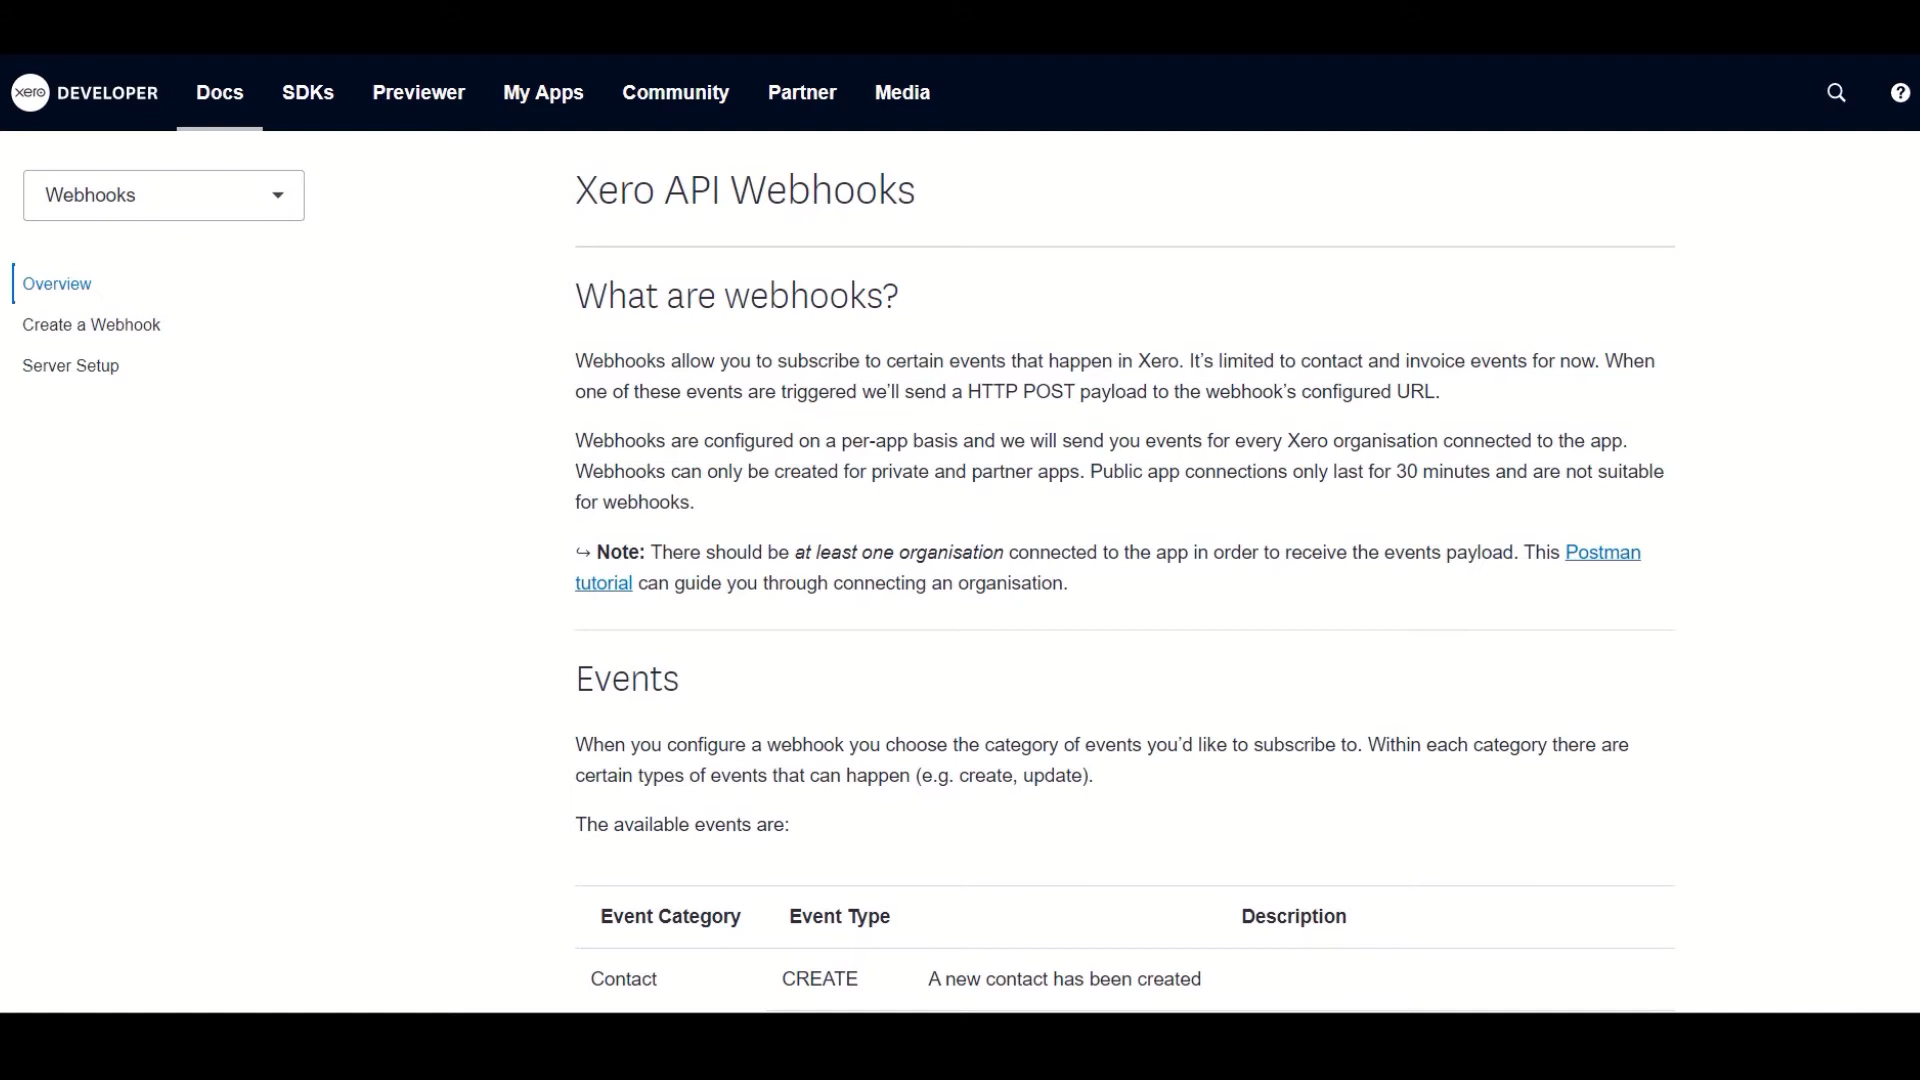 xero DEVELOPER Docs SDKs Previewer My Apps Community Partner Media ?
Webhooks
Overview
Create a Webhook
Server Setup
Xero API Webhooks
What are webhooks?
Webhooks allow you to subscribe to certain events that happen in Xero. It’s limited to contact and invoice events for now. When
one of these events are triggered we’ll send a HTTP POST payload to the webhook’s configured URL.
Webhooks are configured on a per-app basis and we will send you events for every Xero organisation connected to the app.
Webhooks can only be created for private and partner apps. Public app connections only last for 30 minutes and are not suitable
for webhooks.
↪ Note: There should be at least one organisation connected to the app in order to receive the events payload. This Postman
tutorial can guide you through connecting an organisation.
Events
When you configure a webhook you choose the category of events you’d like to subscribe to. Within each category there are
certain types of events that can happen (e.g. create, update).
The available events are:
Event Category Event Type Description
Contact CREATE A new contact has been created